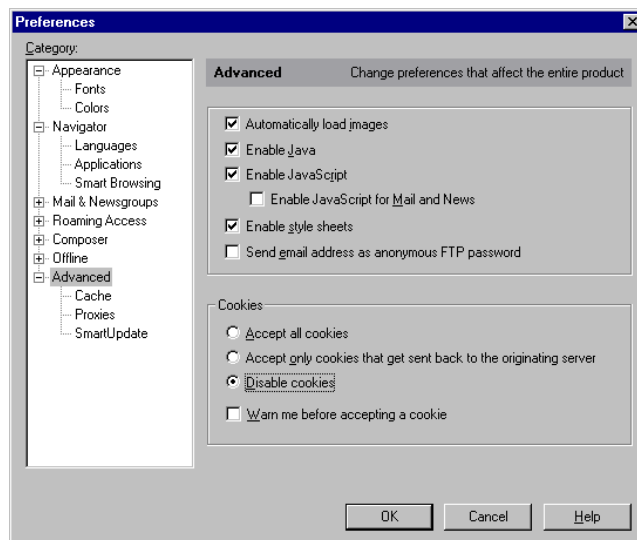 Preferences
Category:
Appearance
Fonts
Colors
Navigator
Languages
Applications
Smart Browsing
Mail & Newsgroups
Roaming Access
Composer
Offline
Advanced
Cache
Proxies
SmartUpdate
Advanced Change preferences that affect the entire product
Automatically load images
Enable Java
Enable JavaScript
Enable JavaScript for Mail and News
Enable style sheets
Send email address as anonymous FTP password
Cookies
Accept all cookies
Accept only cookies that get sent back to the originating server
Disable cookies
Warn me before accepting a cookie
OK Cancel Help